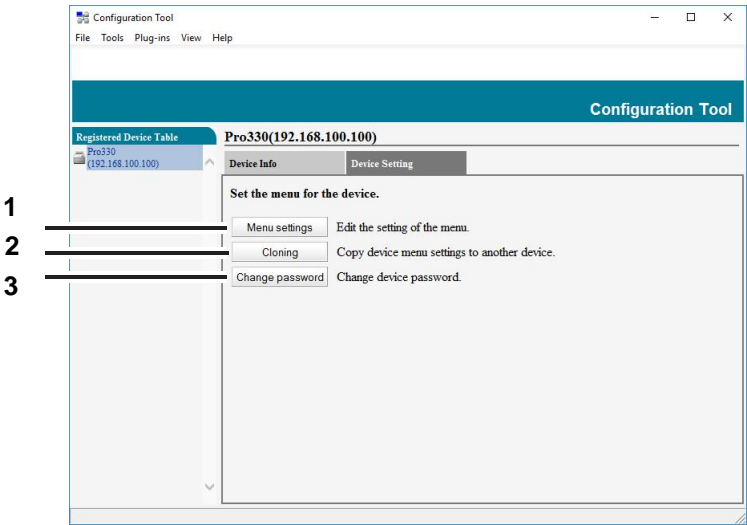 Configuration Tool
File Tools Plug-ins View Help
Configuration Tool
Registered Device Table
Pro330
(192.168.100.100)
Pro330(192.168.100.100)
Device Info
Device Setting
Set the menu for the device.
1
Menu settings Edit the setting of the menu.
2
Cloning Copy device menu settings to another device.
3
Change password Change device password.